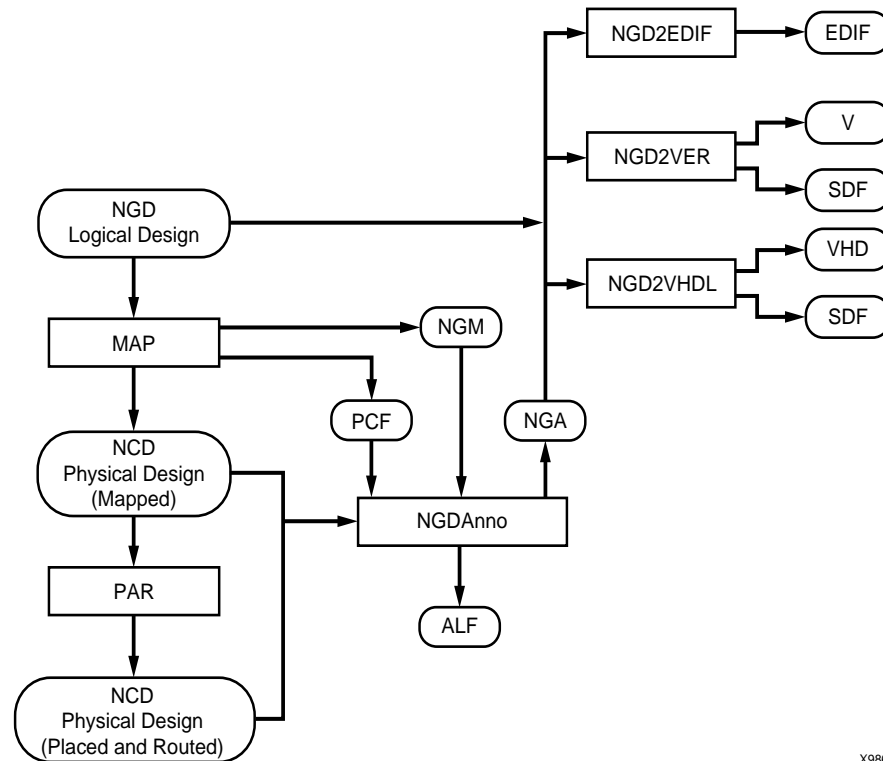 NGD2EDIF
EDIF
V
NGD2VER
SDF
NGD
Logical Design
VHD
NGD2VHDL
SDF
NGM
MAP
PCF
NGA
NCD
Physical Design
(Mapped)
NGDAnno
PAR
ALF
NCD
Physical Design
(Placed and Routed)